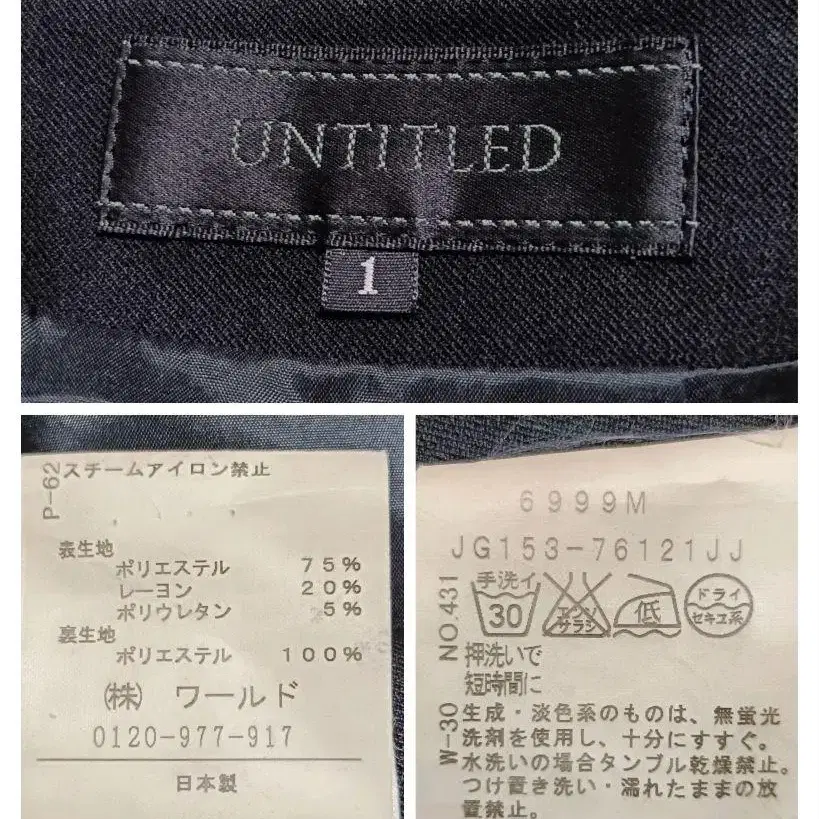 UNTITLED
1
P-62
スチームアイロン禁止
表生地
ポリエステル 75%
レーヨン 20%
ポリウレタン 5%
裏生地
ポリエステル 100%
(株) ワールド
0120-977-917
日本製
6999M
JG153-76121JJ
NO.431
手洗イ
30
エンソ
サラシ
低
ドライ
セキユ系
押洗いで
短時間に
W-30
生成・淡色系のものは、無蛍光
洗剤を使用し、十分にすすぐ。
水洗いの場合タンブル乾燥禁止。
つけ置き洗い・濡れたままの放
置禁止。